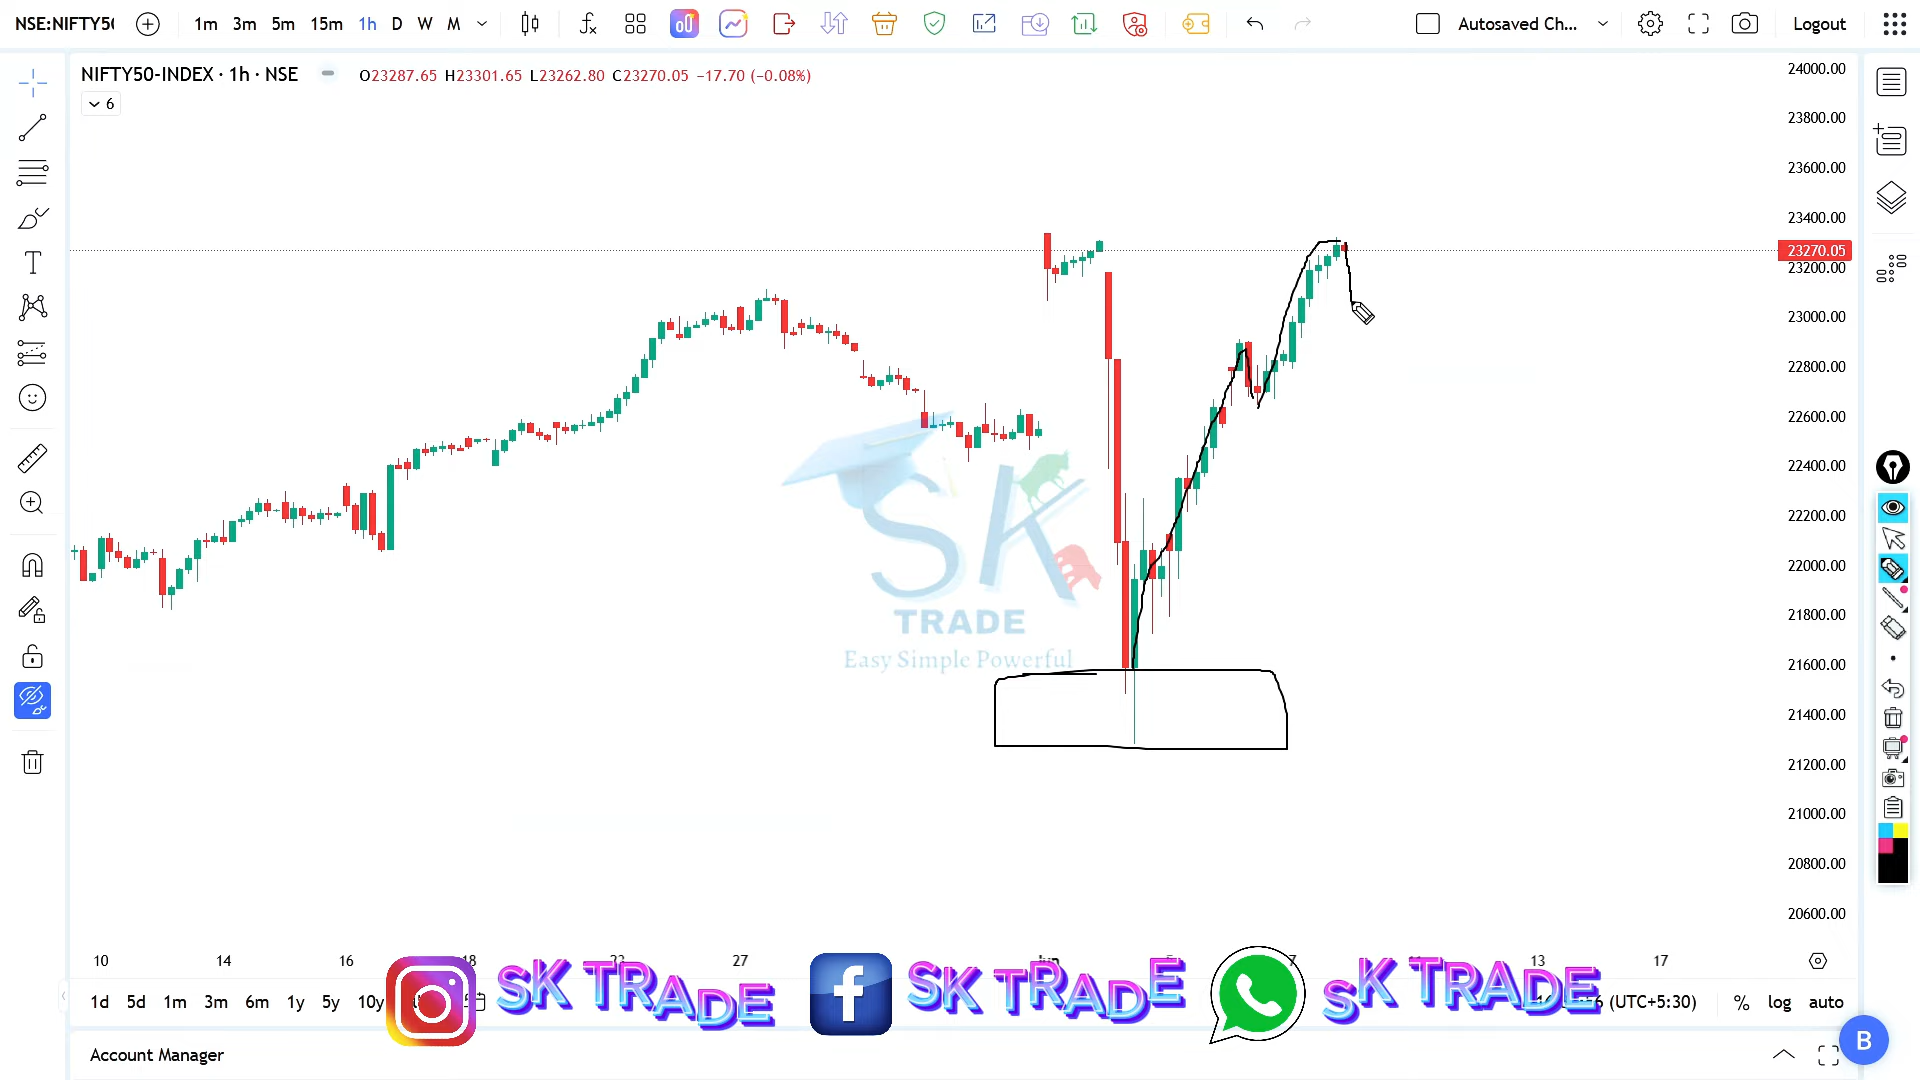 NSE:NIFTY50
1m 3m 5m 15m 1h D W M
Autosaved Ch...
Logout
NIFTY50-INDEX · 1h · NSE
O23287.65 H23301.65 L23262.80 C23270.05 −17.70 (−0.08%)
6
24000.00
23800.00
23600.00
23400.00
23270.05
23200.00
23000.00
22800.00
22600.00
22400.00
22200.00
22000.00
21800.00
21600.00
21400.00
21200.00
21000.00
20800.00
20600.00
SK
TRADE
Easy Simple Powerful
10 14 16 18 27 7 13 17
1d 5d 1m 3m 6m 1y 5y 10y
(UTC+5:30) % log auto
SK TRADE
SK TRADE
SK TRADE
Account Manager
B